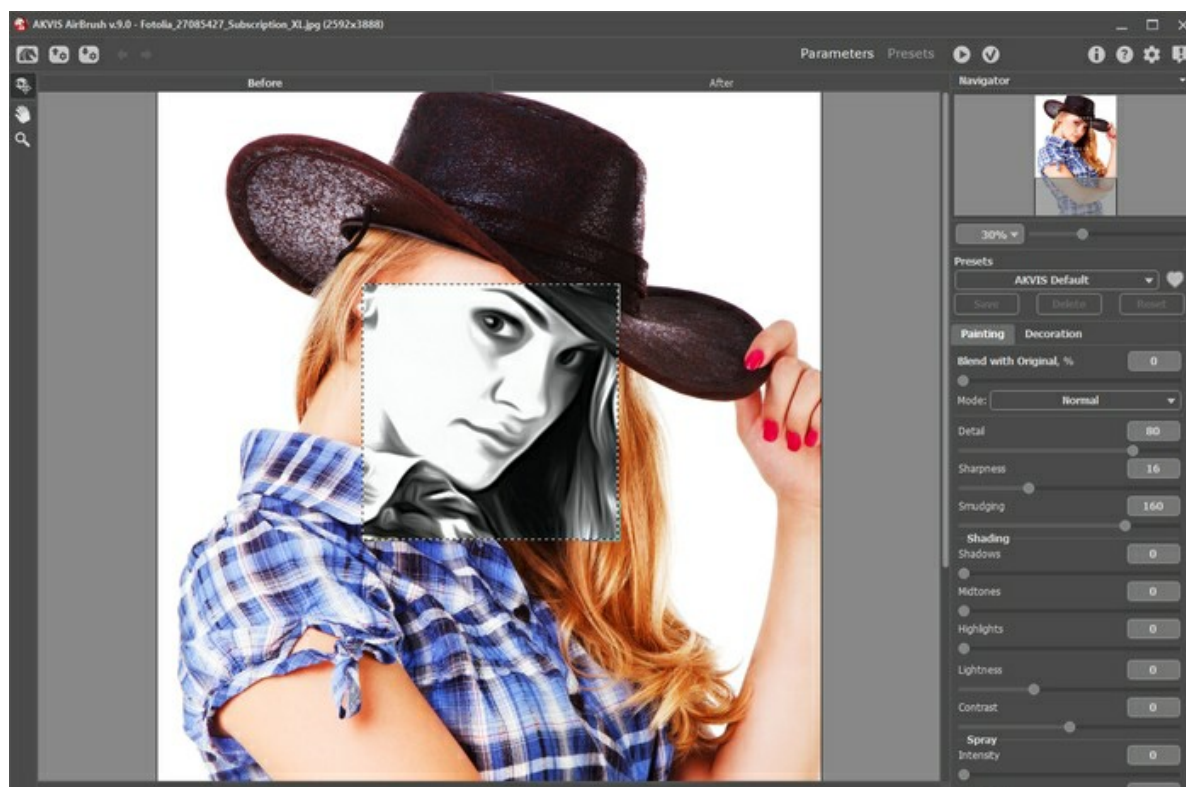 AKVIS AirBrush v.9.0 - Fotolia_27085427_Subscription_XL.jpg (2592x3888)
Parameters Presets
Before After
Navigator
30%
Presets
AKVIS Default
Save Delete Reset
Painting Decoration
Blend with Original, % 0
Mode: Normal
Detail 80
Sharpness 16
Smudging 160
Shading
Shadows 0
Midtones 0
Highlights 0
Lightness 0
Contrast 0
Spray
Intensity 0